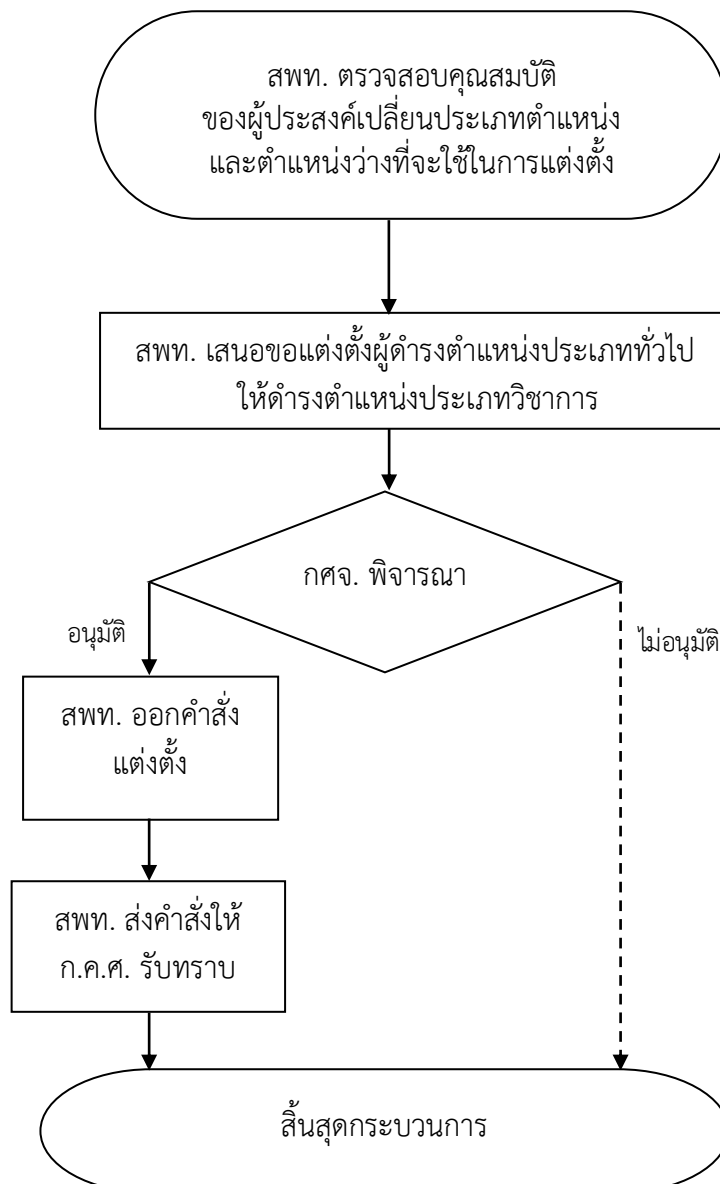 สพท. ตรวจสอบคุณสมบัติ
ของผู้ประสงค์เปลี่ยนประเภทตำแหน่ง
และตำแหน่งว่างที่จะใช้ในการแต่งตั้ง
สพท. เสนอขอแต่งตั้งผู้ดำรงตำแหน่งประเภททั่วไป
ให้ดำรงตำแหน่งประเภทวิชาการ
กศจ. พิจารณา
อนุมัติ
ไม่อนุมัติ
สพท. ออกคำสั่ง
แต่งตั้ง
สพท. ส่งคำสั่งให้
ก.ค.ศ. รับทราบ
สิ้นสุดกระบวนการ